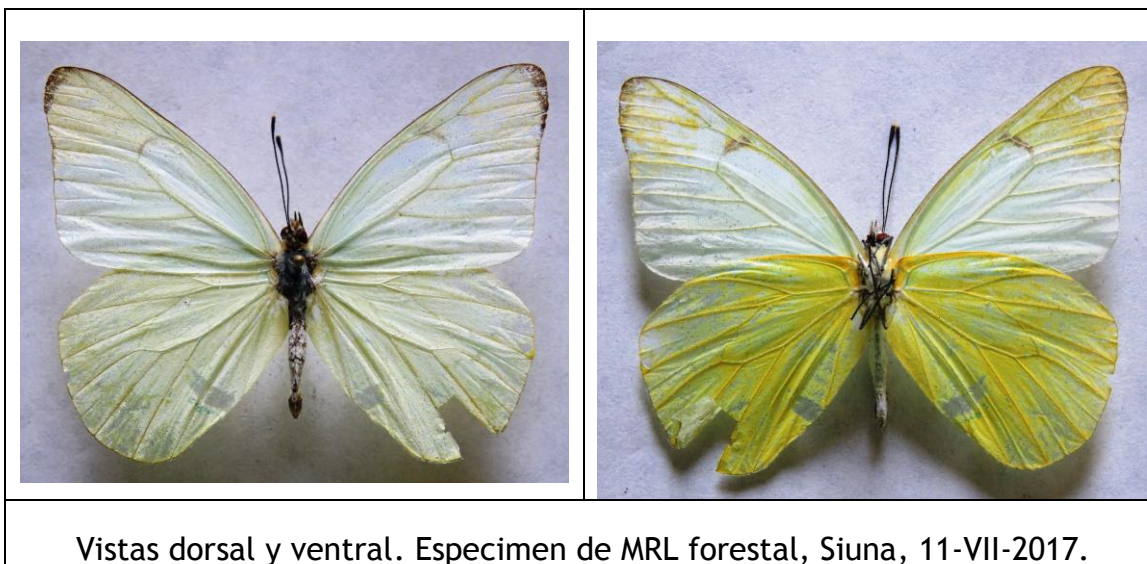 Vistas dorsal y ventral. Especimen de MRL forestal, Siuna, 11-VII-2017.